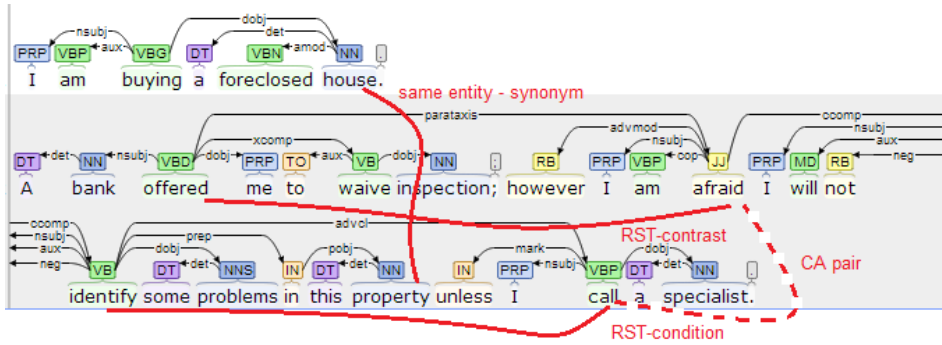 dobj
nsubj det
aux amod
PRP VBP VBG DT VBN NN .
I am buying a foreclosed house.
same entity - synonym
parataxis ccomp
xcomp advmod nsubj
det nsubj dobj aux dobj nsubj cop aux neg
DT NN VBD PRP TO VB NN : RB PRP VBP JJ PRP MD RB
A bank offered me to waive inspection; however I am afraid I will not
ccomp advcl
nsubj prep
aux dobj pobj mark dobj
neg det det nsubj det
VB DT NNS IN DT NN IN PRP VBP DT NN .
identify some problems in this property unless I call a specialist.
RST-contrast
CA pair
RST-condition